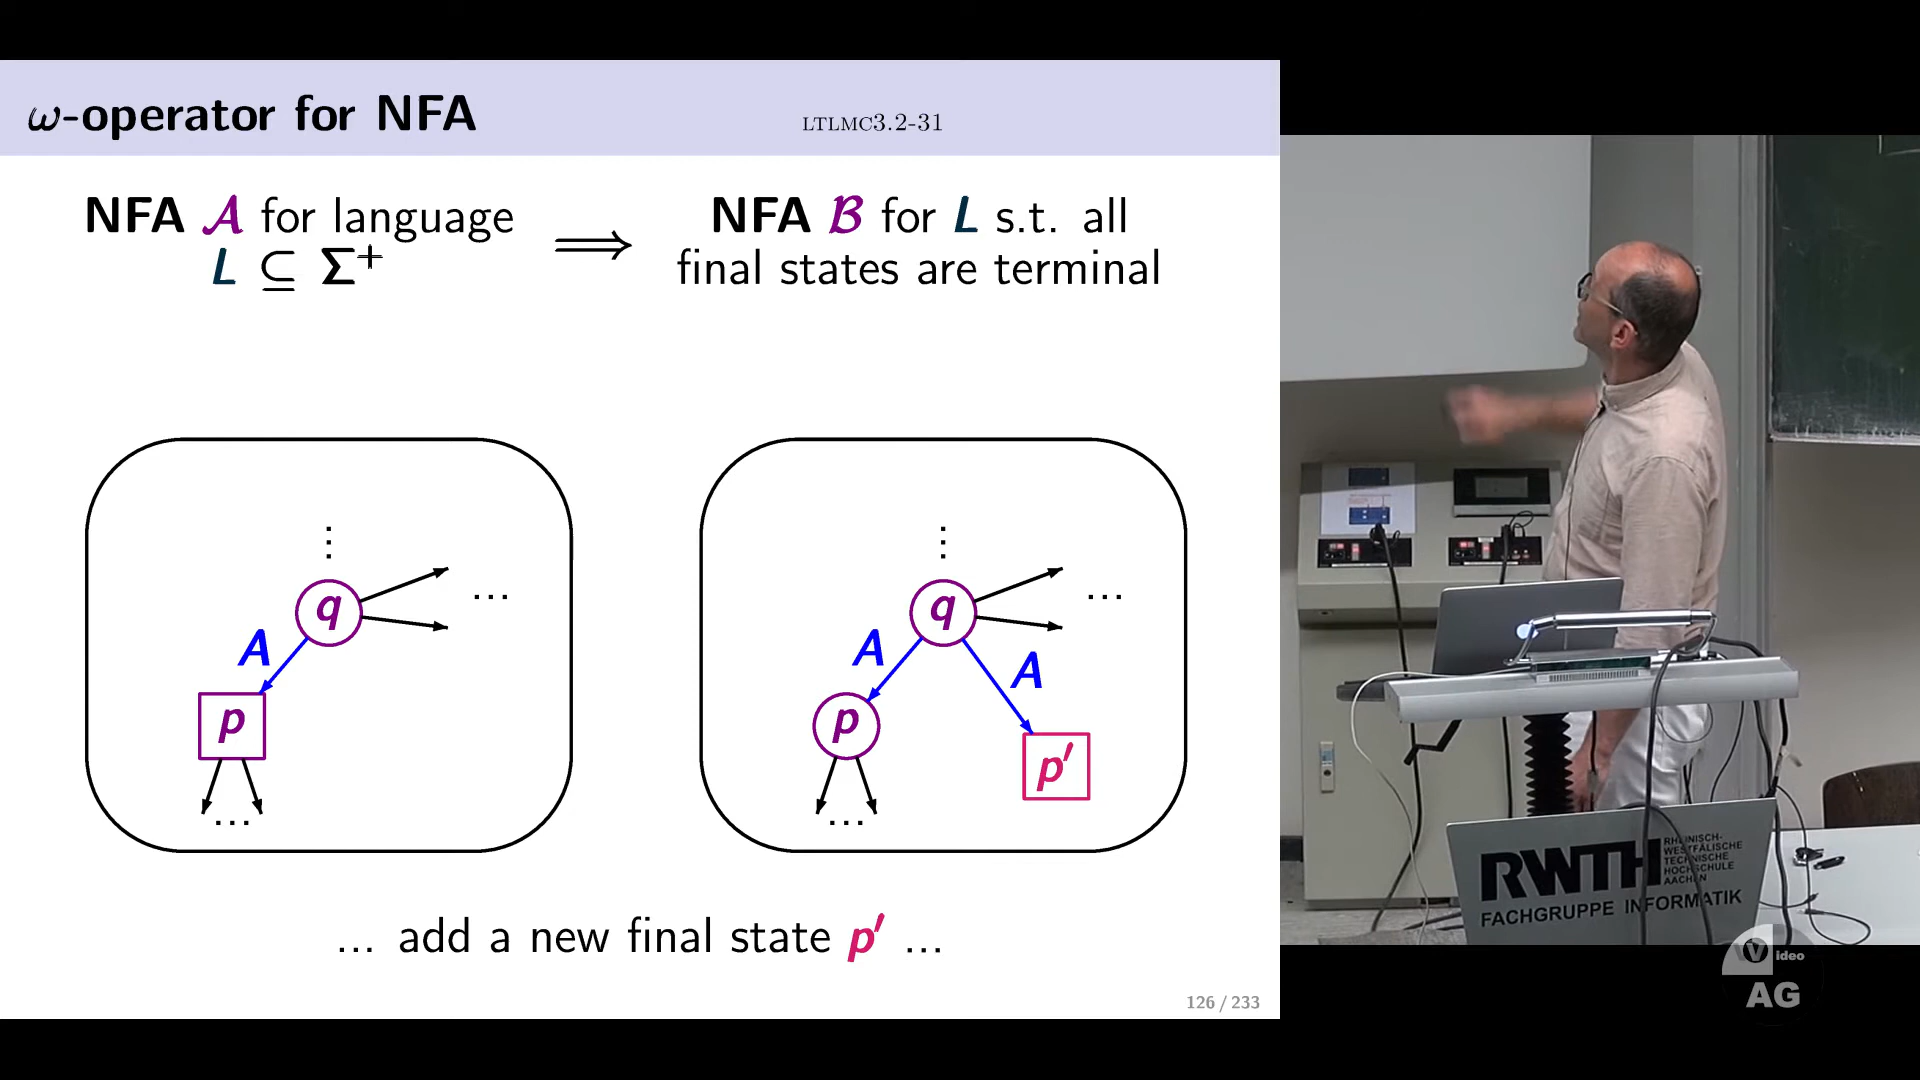 ω-operator for NFA
LTLMC3.2-31
NFA 𝒜 for language
L ⊆ Σ⁺
⟹
NFA ℬ for L s.t. all
final states are terminal
⋮
q
...
A
p
...
⋮
q
...
A
A
p
p′
...
... add a new final state p′ ...
126 / 233
RWTH
RHEINISCH-
WESTFÄLISCHE
TECHNISCHE
HOCHSCHULE
AACHEN
FACHGRUPPE INFORMATIK
Video
AG